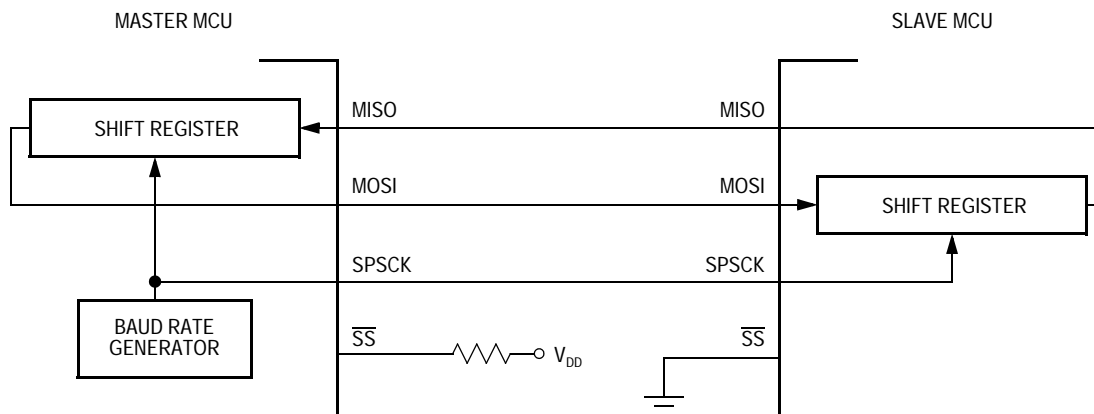 MASTER MCU
SLAVE MCU
SHIFT REGISTER
MISO
MISO
MOSI
MOSI
SHIFT REGISTER
SPSCK
SPSCK
BAUD RATE
GENERATOR
SS
VDD
SS